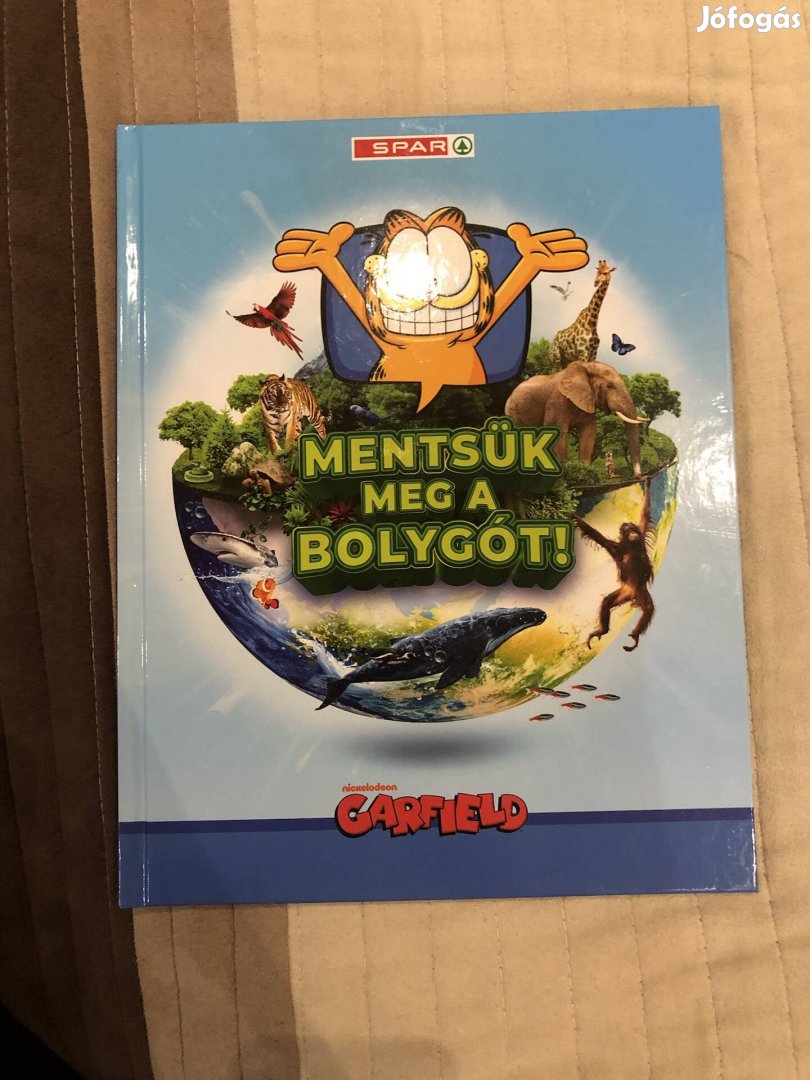 Jófogás
SPAR
MENTSÜK
MEG A
BOLYGÓT!
nickelodeon
GARFIELD